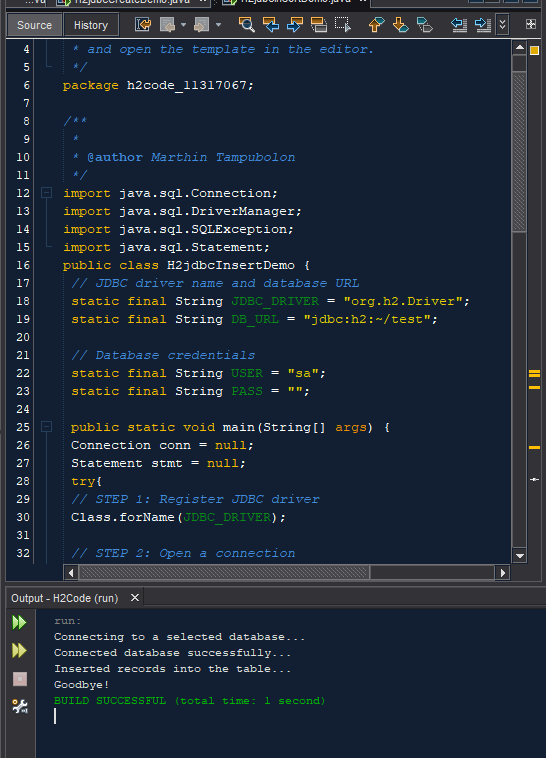 H2jdbcCreateDemo.java
H2jdbcInsertDemo.java
Source
History
4 * and open the template in the editor.
5 */
6 package h2code_11317067;
7
8 /**
9 *
10 * @author Marthin Tampubolon
11 */
12 import java.sql.Connection;
13 import java.sql.DriverManager;
14 import java.sql.SQLException;
15 import java.sql.Statement;
16 public class H2jdbcInsertDemo {
17 // JDBC driver name and database URL
18 static final String JDBC_DRIVER = "org.h2.Driver";
19 static final String DB_URL = "jdbc:h2:~/test";
20
21 // Database credentials
22 static final String USER = "sa";
23 static final String PASS = "";
24
25 public static void main(String[] args) {
26 Connection conn = null;
27 Statement stmt = null;
28 try{
29 // STEP 1: Register JDBC driver
30 Class.forName(JDBC_DRIVER);
31
32 // STEP 2: Open a connection
Output - H2Code (run)
run:
Connecting to a selected database...
Connected database successfully...
Inserted records into the table...
Goodbye!
BUILD SUCCESSFUL (total time: 1 second)